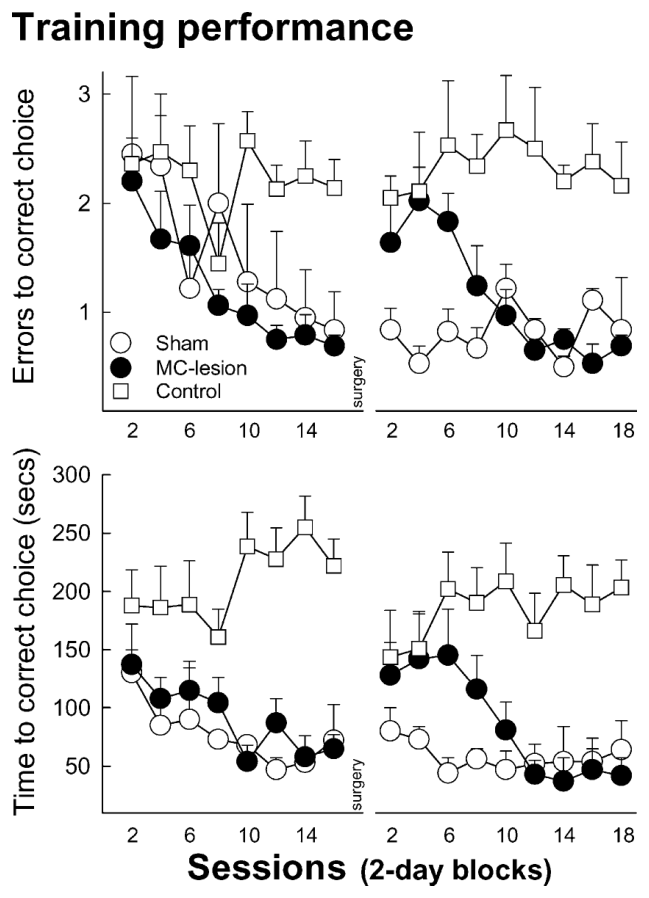 Training performance
Errors to correct choice
3
2
1
Sham
MC-lesion
Control
surgery
2 6 10 14
2 6 10 14 18
Time to correct choice (secs)
300
250
200
150
100
50
surgery
2 6 10 14
2 6 10 14 18
Sessions (2-day blocks)